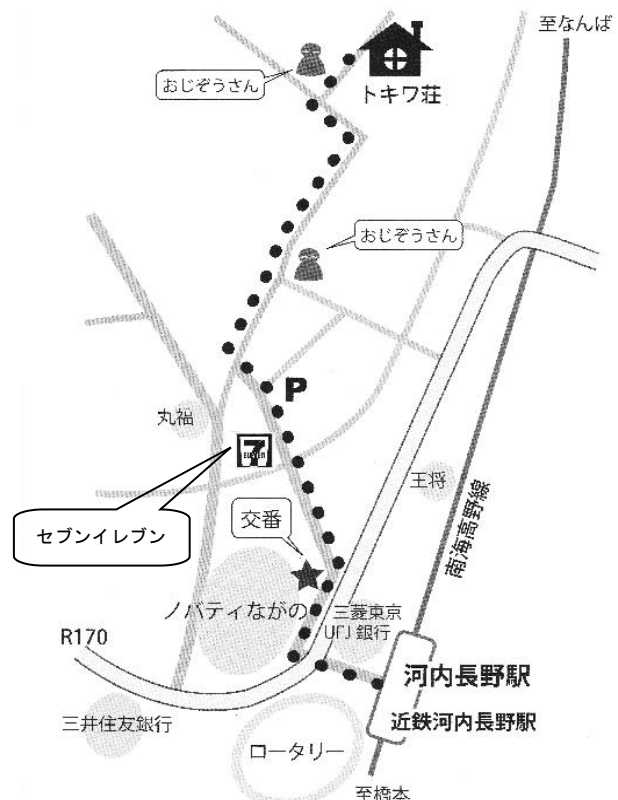 至なんば
おじぞうさん
トキワ荘
おじぞうさん
P
丸福
7
ELEVEN
王将
セブンイレブン
交番
南海高野線
ノバティながの
三菱東京
UFJ 銀行
R170
河内長野駅
三井住友銀行
近鉄河内長野駅
ロータリー
至橋本